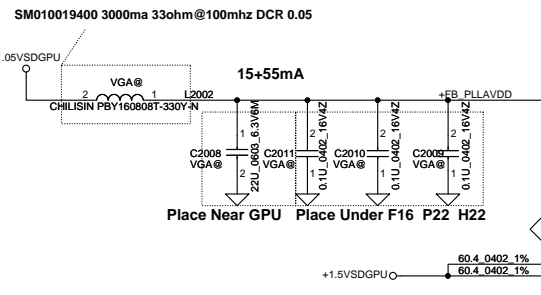 SM010019400 3000ma 33ohm@100mhz DCR 0.05
.05VSDGPU
VGA@
2 1 L2002
CHILISIN PBY160808T-330Y-N
15+55mA
+FB_PLLAVDD
1
C2008
VGA@
2
22U_0603_6.3V6M
1
C2011
VGA@
2
0.1U_0402_16V4Z
1
C2010
VGA@
2
0.1U_0402_16V4Z
1
C2009
VGA@
2
0.1U_0402_16V4Z
Place Near GPU Place Under F16 P22 H22
60.4_0402_1%
+1.5VSDGPU
60.4_0402_1%